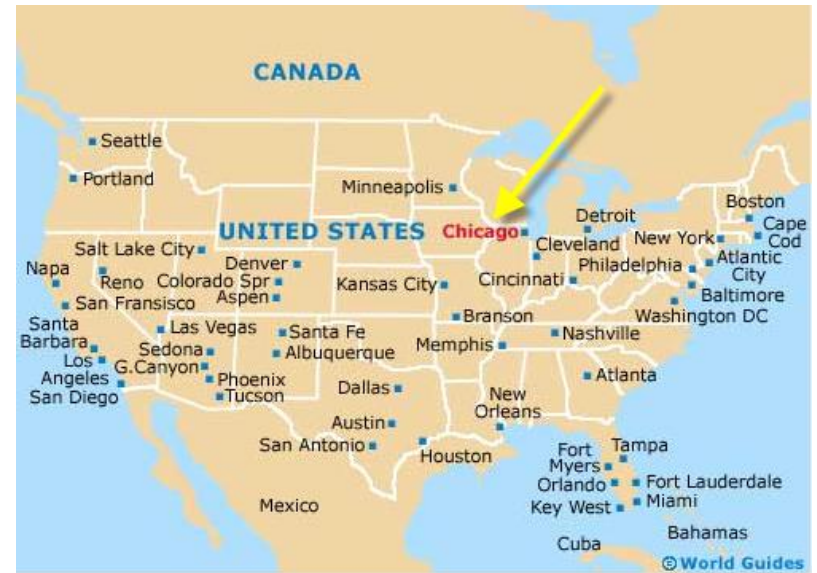 CANADA
Seattle
Portland
Minneapolis
Boston
Detroit
UNITED STATES
Chicago
Cape
Cod
New York
Cleveland
Salt Lake City
Atlantic
City
Denver
Philadelphia
Napa
Reno
Colorado Spr
Kansas City
Cincinnati
Aspen
Baltimore
San Fransisco
Branson
Washington DC
Santa
Barbara
Las Vegas
Santa Fe
Nashville
Memphis
Sedona
Albuquerque
Los
Angeles
G.Canyon
Phoenix
Atlanta
San Diego
Tucson
Dallas
New
Orleans
Austin
San Antonio
Houston
Fort
Myers
Tampa
Orlando
Fort Lauderdale
Miami
Key West
Mexico
Bahamas
Cuba
©World Guides